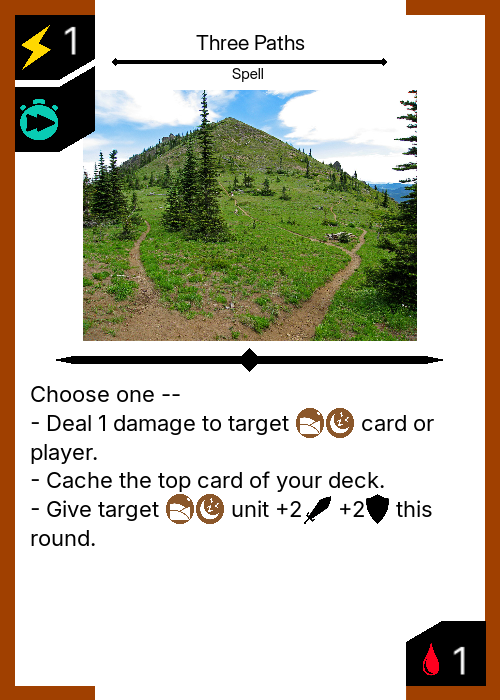 1
Three Paths
Spell
Choose one --
- Deal 1 damage to target card or
player.
- Cache the top card of your deck.
- Give target unit +2 +2 this
round.
1